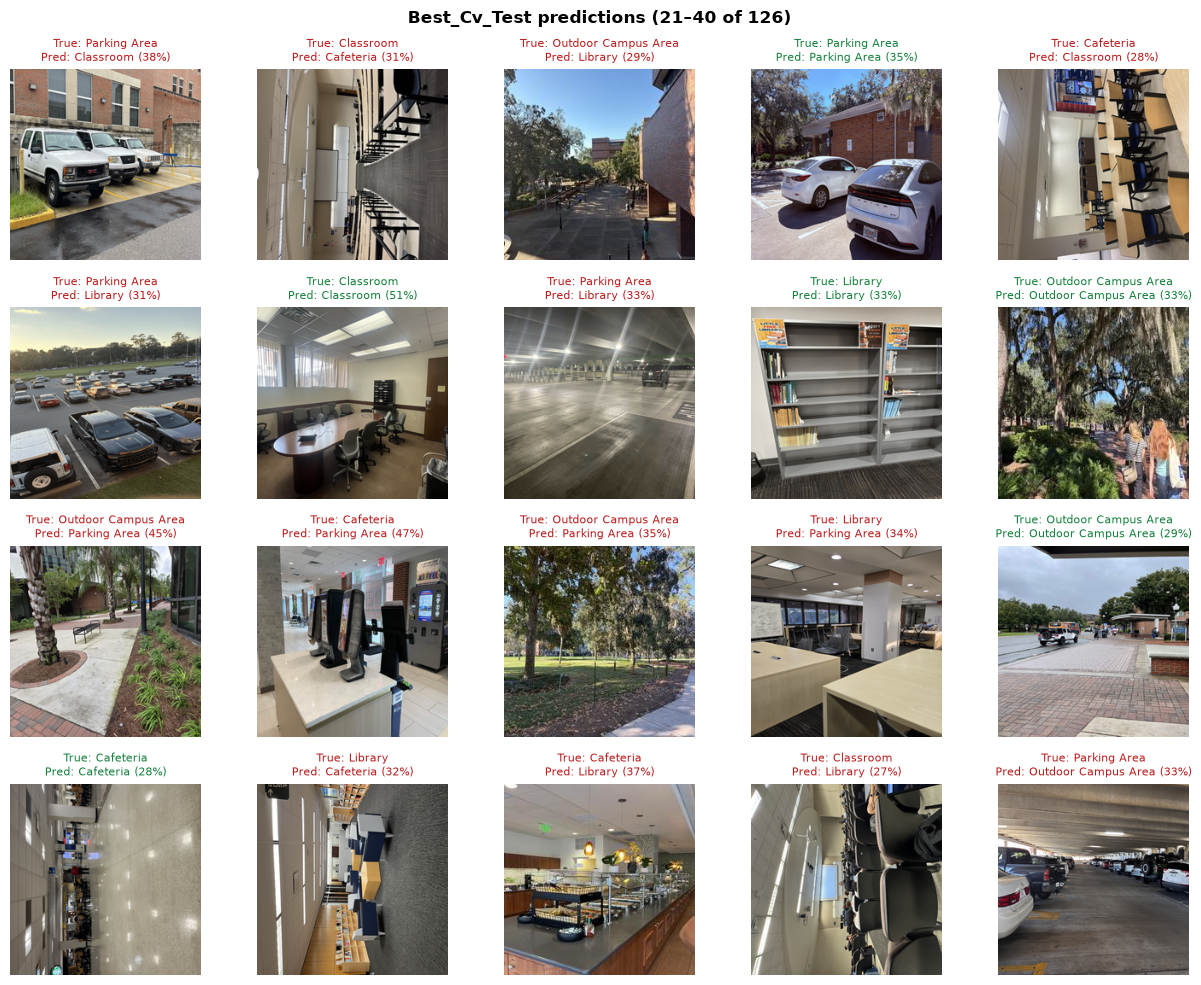 Best_Cv_Test predictions (21–40 of 126)
True: Parking Area
Pred: Classroom (38%)
True: Classroom
Pred: Cafeteria (31%)
True: Outdoor Campus Area
Pred: Library (29%)
True: Parking Area
Pred: Parking Area (35%)
True: Cafeteria
Pred: Classroom (28%)
True: Parking Area
Pred: Library (31%)
True: Classroom
Pred: Classroom (51%)
True: Parking Area
Pred: Library (33%)
True: Library
Pred: Library (33%)
True: Outdoor Campus Area
Pred: Outdoor Campus Area (33%)
True: Outdoor Campus Area
Pred: Parking Area (45%)
True: Cafeteria
Pred: Parking Area (47%)
True: Outdoor Campus Area
Pred: Parking Area (35%)
True: Library
Pred: Parking Area (34%)
True: Outdoor Campus Area
Pred: Outdoor Campus Area (29%)
True: Cafeteria
Pred: Cafeteria (28%)
True: Library
Pred: Cafeteria (32%)
True: Cafeteria
Pred: Library (37%)
True: Classroom
Pred: Library (27%)
True: Parking Area
Pred: Outdoor Campus Area (33%)